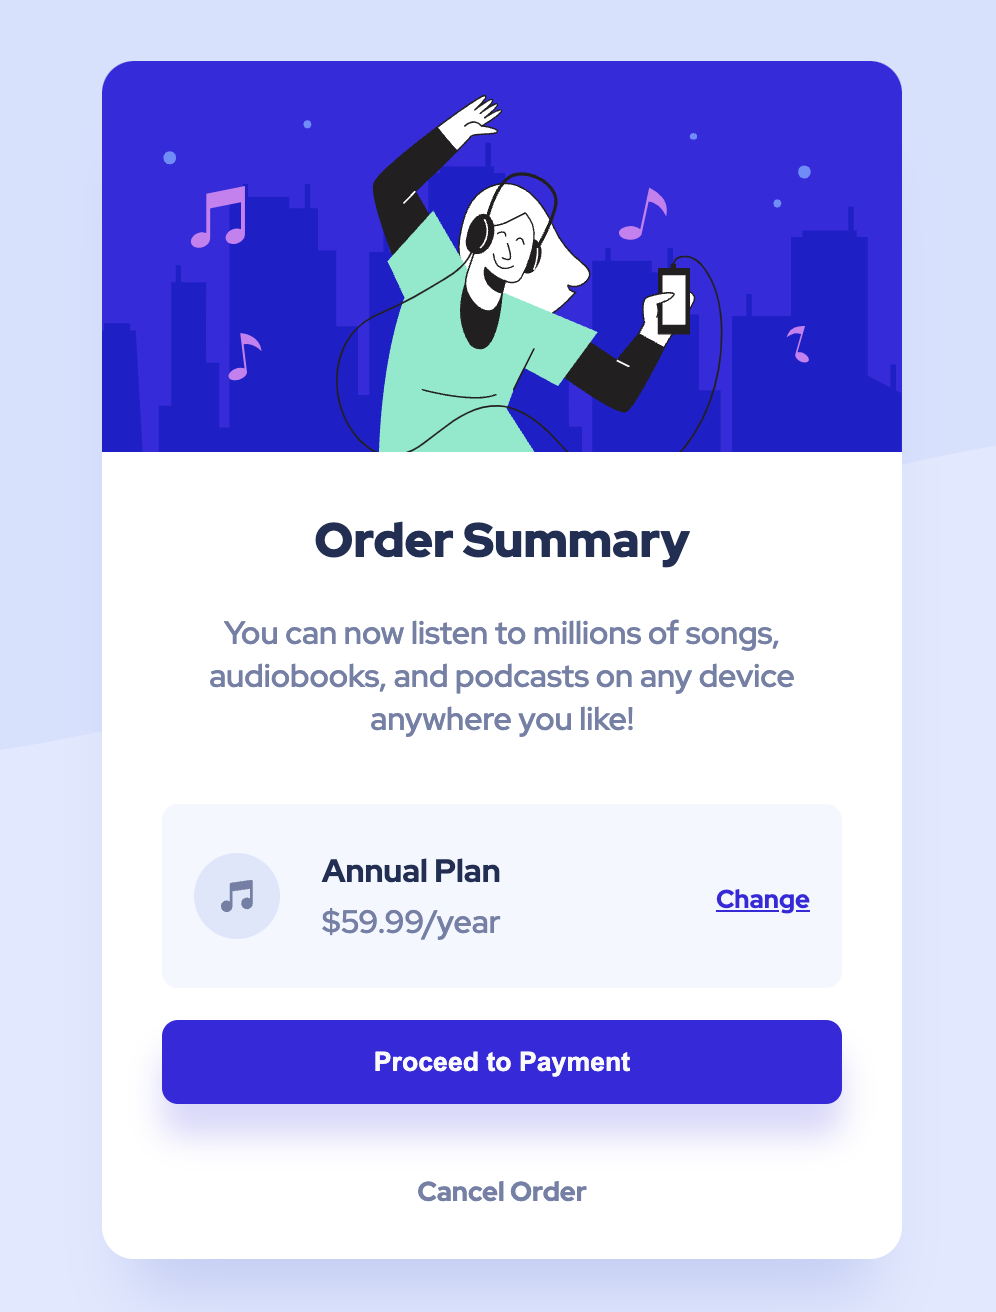 Order Summary
You can now listen to millions of songs,
audiobooks, and podcasts on any device
anywhere you like!
Annual Plan
$59.99/year
Change
Proceed to Payment
Cancel Order